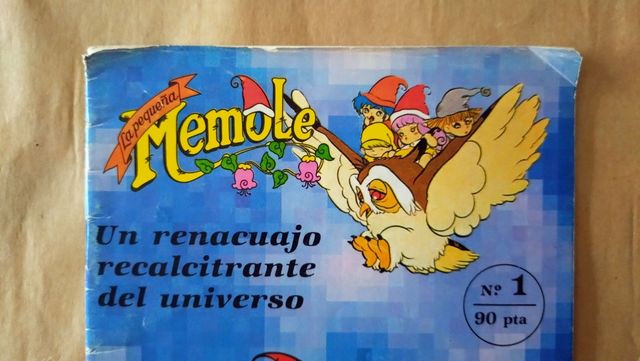 La pequeña
Memole
Un renacuajo
recalcitrante
del universo
Nº 1
90 pta